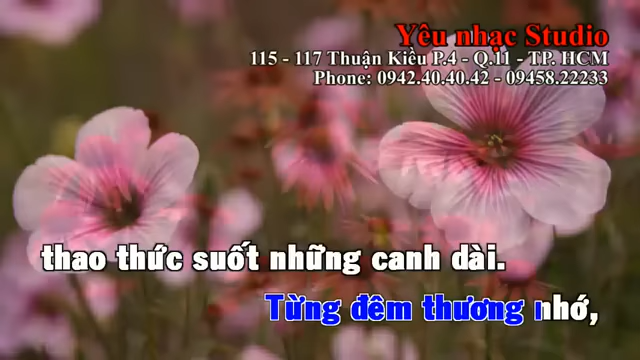 Yêu nhạc Studio
115 - 117 Thuận Kiều P.4 - Q.11 - TP. HCM
Phone: 0942.40.40.42 - 09458.22233
thao thức suốt những canh dài.
Từng đêm thương nhớ,